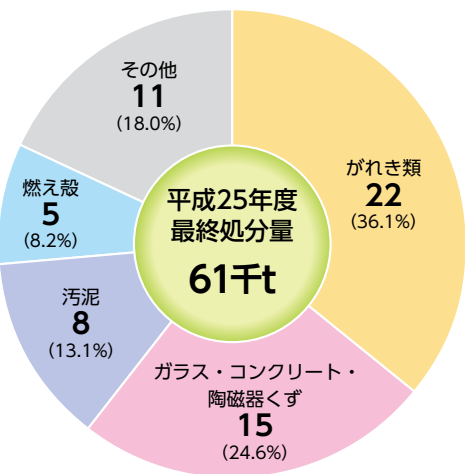 平成25年度
最終処分量
61千t
がれき類
22
(36.1%)
ガラス・コンクリート・
陶磁器くず
15
(24.6%)
汚泥
8
(13.1%)
燃え殻
5
(8.2%)
その他
11
(18.0%)